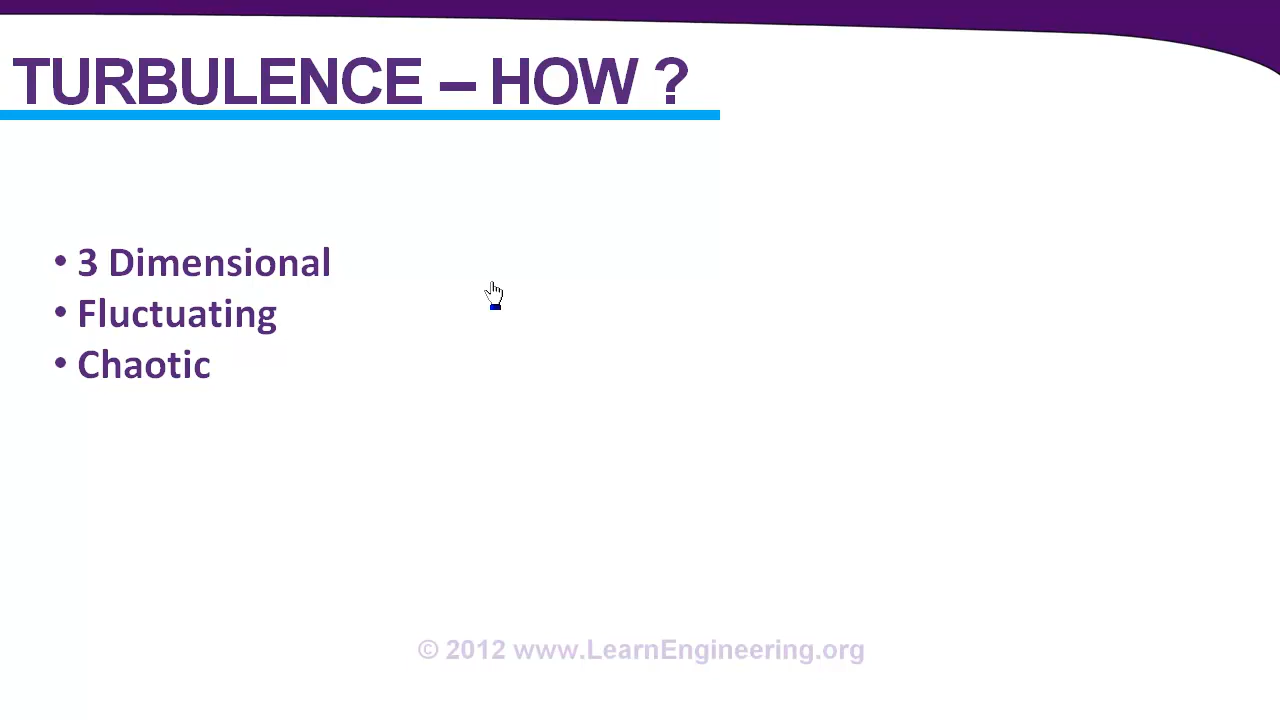 TURBULENCE – HOW ?
• 3 Dimensional
• Fluctuating
• Chaotic
© 2012 www.LearnEngineering.org